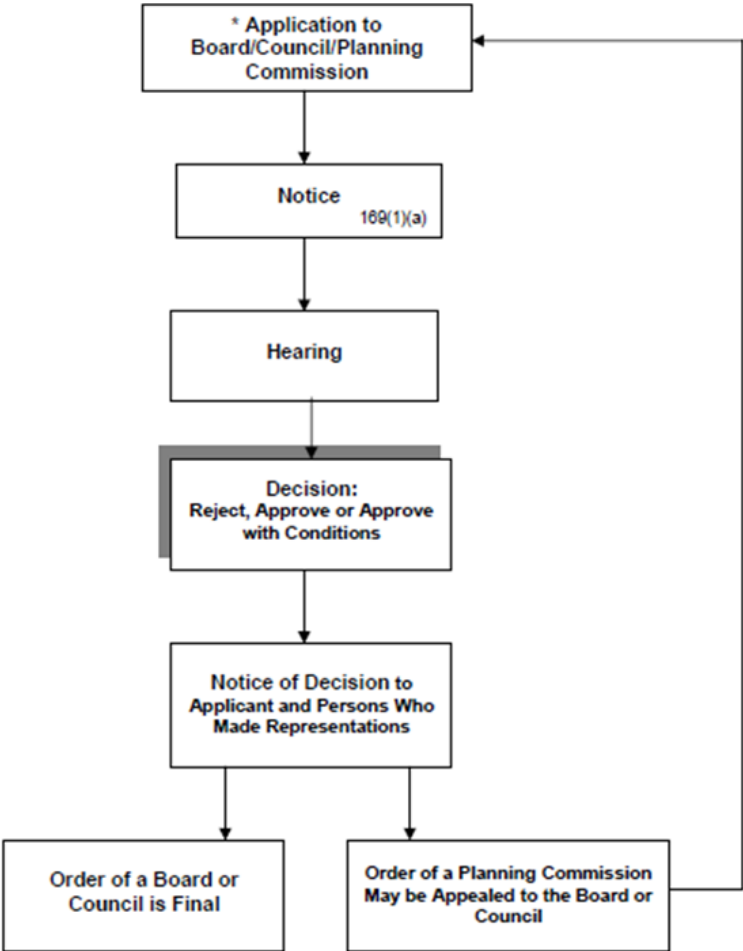 * Application to
Board/Council/Planning
Commission
Notice
169(1)(a)
Hearing
Decision:
Reject, Approve or Approve
with Conditions
Notice of Decision to
Applicant and Persons Who
Made Representations
Order of a Board or
Council is Final
Order of a Planning Commission
May be Appealed to the Board or
Council